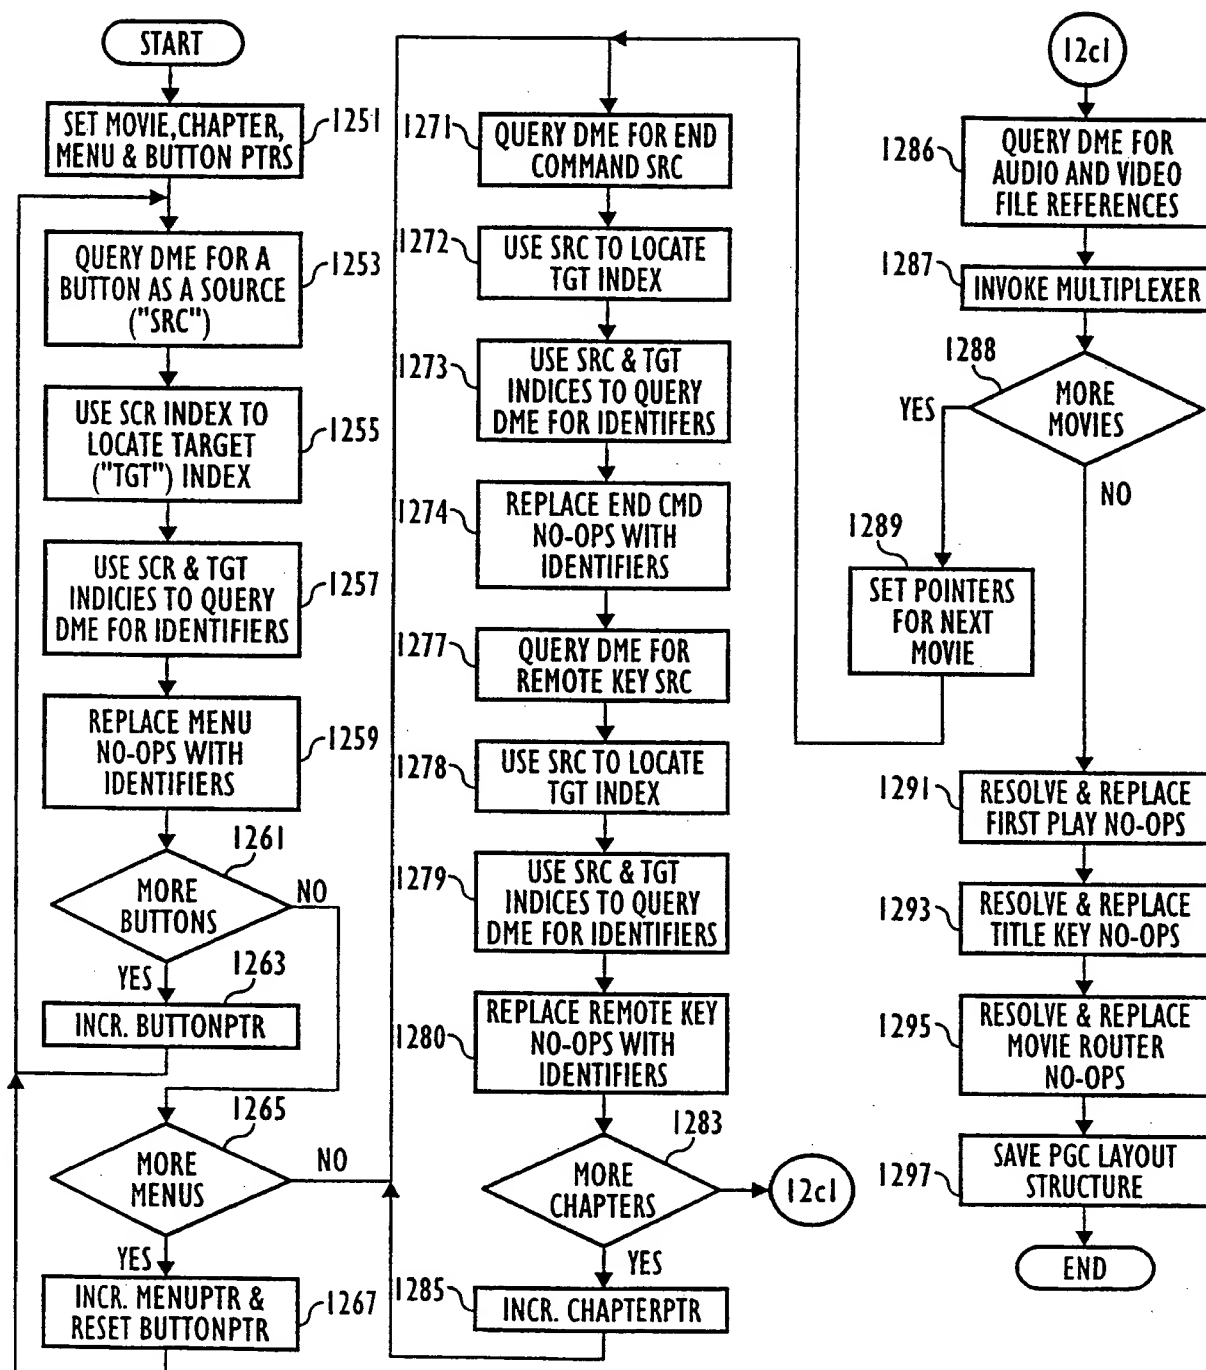 START
SET MOVIE,CHAPTER,
MENU & BUTTON PTRS
1251
QUERY DME FOR A
BUTTON AS A SOURCE
("SRC")
1253
USE SCR INDEX TO
LOCATE TARGET
("TGT") INDEX
1255
USE SCR & TGT
INDICIES TO QUERY
DME FOR IDENTIFIERS
1257
REPLACE MENU
NO-OPS WITH
IDENTIFIERS
1259
1261
MORE
BUTTONS
NO
YES
1263
INCR. BUTTONPTR
1265
MORE
MENUS
NO
YES
INCR. MENUPTR &
RESET BUTTONPTR
1267
1271
QUERY DME FOR END
COMMAND SRC
1272
USE SRC TO LOCATE
TGT INDEX
1273
USE SRC & TGT
INDICES TO QUERY
DME FOR IDENTIFERS
1274
REPLACE END CMD
NO-OPS WITH
IDENTIFIERS
1277
QUERY DME FOR
REMOTE KEY SRC
1278
USE SRC TO LOCATE
TGT INDEX
1279
USE SRC & TGT
INDICES TO QUERY
DME FOR IDENTIFIERS
1280
REPLACE REMOTE KEY
NO-OPS WITH
IDENTIFIERS
1283
MORE
CHAPTERS
12c1
YES
1285
INCR. CHAPTERPTR
12c1
1286
QUERY DME FOR
AUDIO AND VIDEO
FILE REFERENCES
1287
INVOKE MULTIPLEXER
1288
MORE
MOVIES
YES
NO
1289
SET POINTERS
FOR NEXT
MOVIE
1291
RESOLVE & REPLACE
FIRST PLAY NO-OPS
1293
RESOLVE & REPLACE
TITLE KEY NO-OPS
1295
RESOLVE & REPLACE
MOVIE ROUTER
NO-OPS
1297
SAVE PGC LAYOUT
STRUCTURE
END